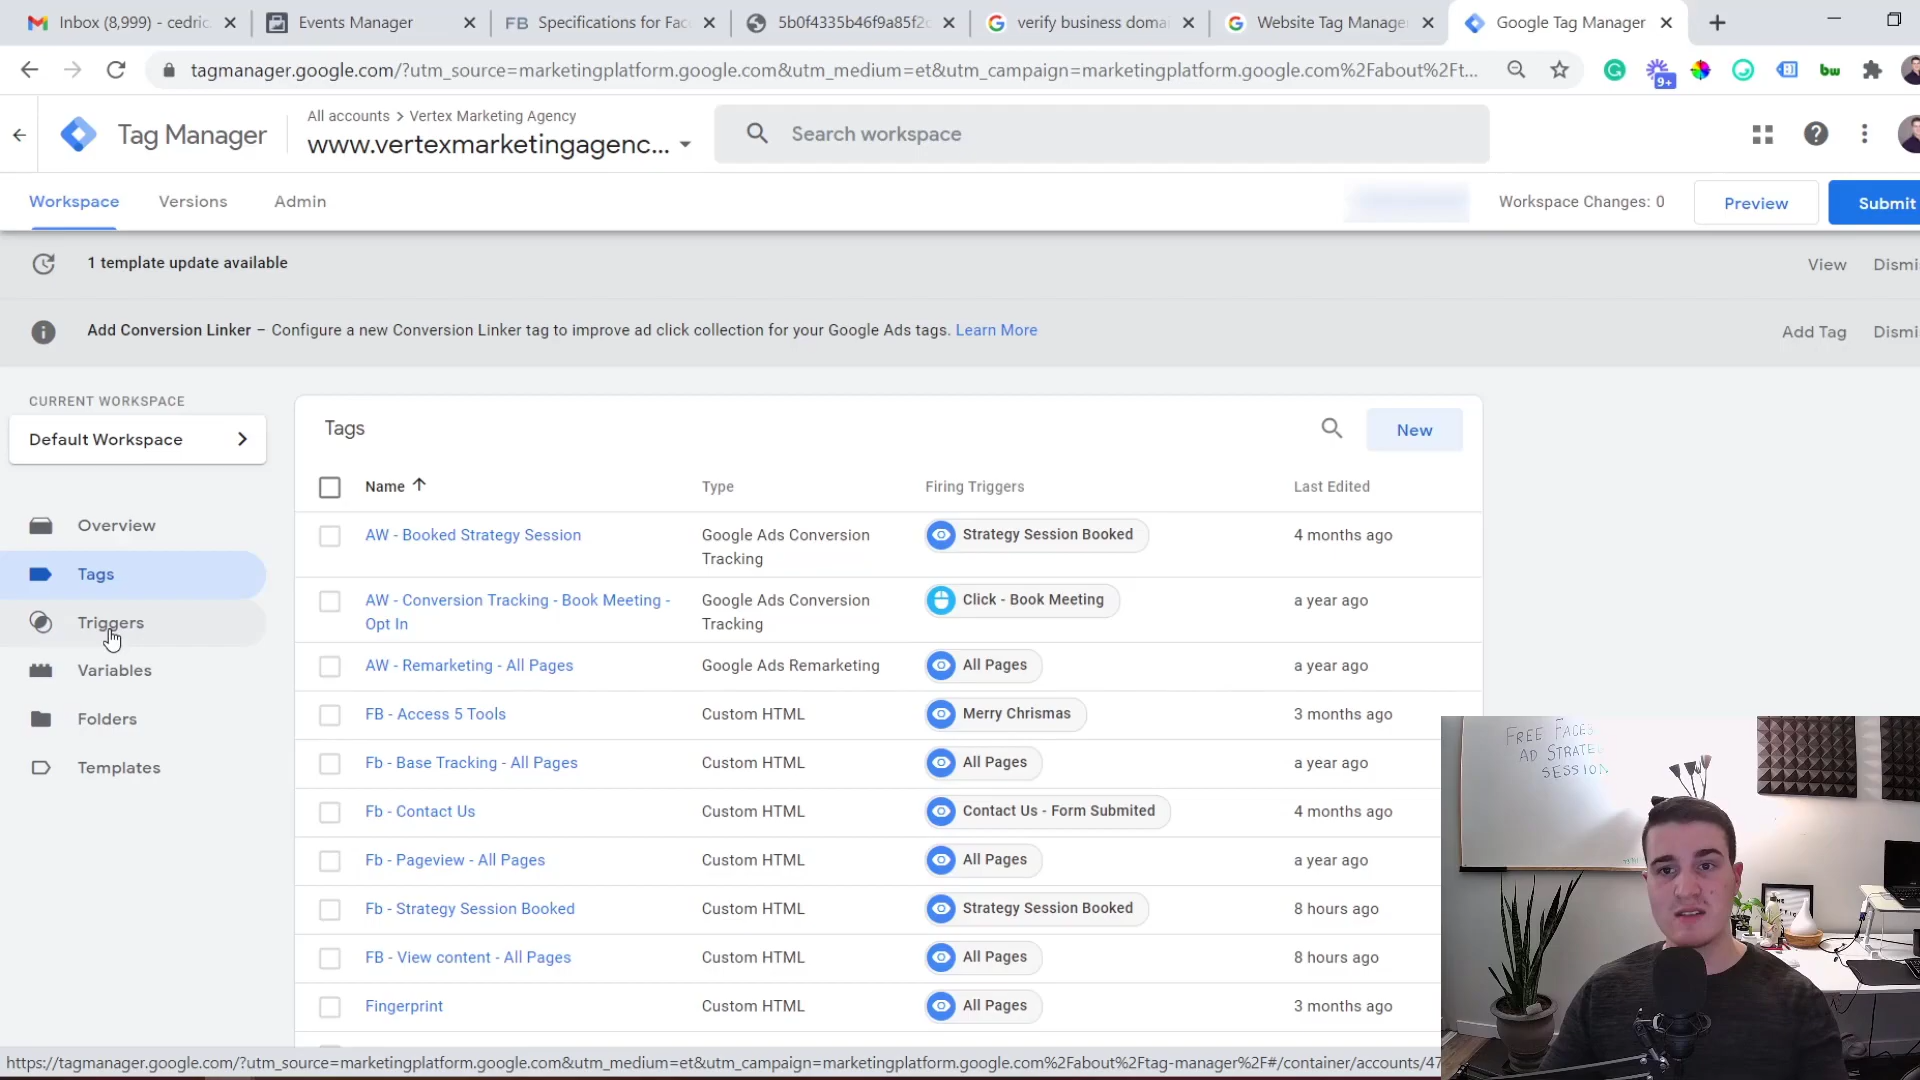 Inbox (8,999) - cedric.
Events Manager
FB Specifications for Fac
5b0f4335b46f9a85f2c
verify business domai
Website Tag Manager
Google Tag Manager
tagmanager.google.com/?utm_source=marketingplatform.google.com&utm_medium=et&utm_campaign=marketingplatform.google.com%2Fabout%2Ft...
9+
bw
Tag Manager
All accounts > Vertex Marketing Agency
www.vertexmarketingagenc...
Search workspace
Workspace
Versions
Admin
Workspace Changes: 0
Preview
Submit
1 template update available
View
Dismi
Add Conversion Linker – Configure a new Conversion Linker tag to improve ad click collection for your Google Ads tags. Learn More
Add Tag
Dismi
CURRENT WORKSPACE
Default Workspace
Overview
Tags
Triggers
Variables
Folders
Templates
Tags
New
Name
Type
Firing Triggers
Last Edited
AW - Booked Strategy Session
Google Ads Conversion
Tracking
Strategy Session Booked
4 months ago
AW - Conversion Tracking - Book Meeting -
Opt In
Google Ads Conversion
Tracking
Click - Book Meeting
a year ago
AW - Remarketing - All Pages
Google Ads Remarketing
All Pages
a year ago
FB - Access 5 Tools
Custom HTML
Merry Chrismas
3 months ago
Fb - Base Tracking - All Pages
Custom HTML
All Pages
a year ago
Fb - Contact Us
Custom HTML
Contact Us - Form Submited
4 months ago
Fb - Pageview - All Pages
Custom HTML
All Pages
a year ago
Fb - Strategy Session Booked
Custom HTML
Strategy Session Booked
8 hours ago
FB - View content - All Pages
Custom HTML
All Pages
8 hours ago
Fingerprint
Custom HTML
All Pages
3 months ago
FREE FACES
AD STRATE
SESSION
https://tagmanager.google.com/?utm_source=marketingplatform.google.com&utm_medium=et&utm_campaign=marketingplatform.google.com%2Fabout%2Ftag-manager%2F#/container/accounts/47